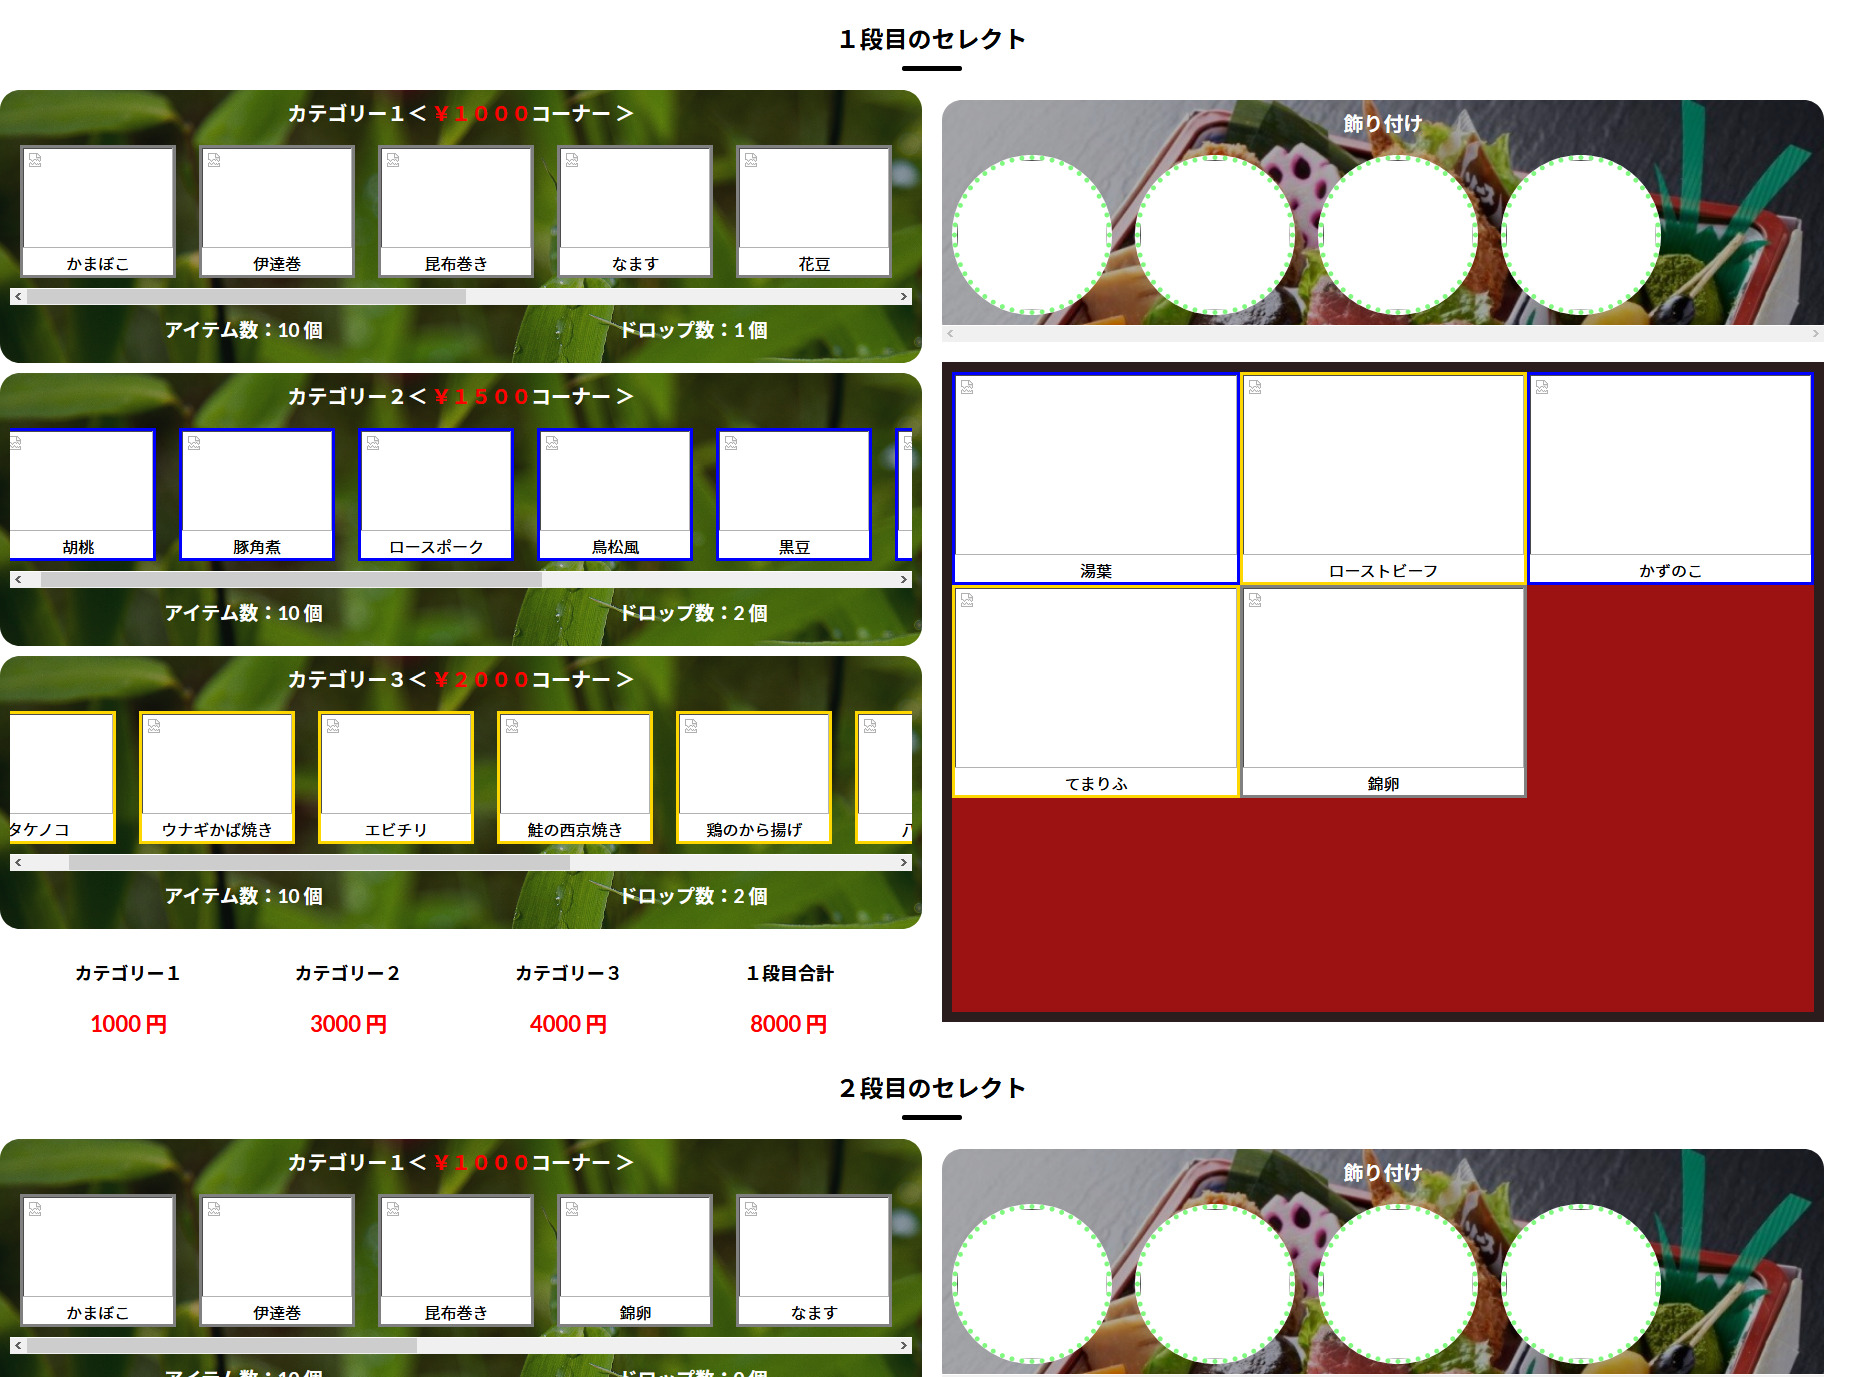 １段目のセレクト
カテゴリー１＜ ￥１０００コーナー ＞
かまぼこ
伊達巻
昆布巻き
なます
花豆
アイテム数：10 個
ドロップ数：1 個
カテゴリー２＜ ￥１５００コーナー ＞
胡桃
豚角煮
ロースポーク
鳥松風
黒豆
アイテム数：10 個
ドロップ数：2 個
カテゴリー３＜ ￥２０００コーナー ＞
タケノコ
ウナギかば焼き
エビチリ
鮭の西京焼き
鶏のから揚げ
アイテム数：10 個
ドロップ数：2 個
カテゴリー１
カテゴリー２
カテゴリー３
１段目合計
1000 円
3000 円
4000 円
8000 円
飾り付け
湯葉
ローストビーフ
かずのこ
てまりふ
錦卵
２段目のセレクト
カテゴリー１＜ ￥１０００コーナー ＞
かまぼこ
伊達巻
昆布巻き
錦卵
なます
飾り付け